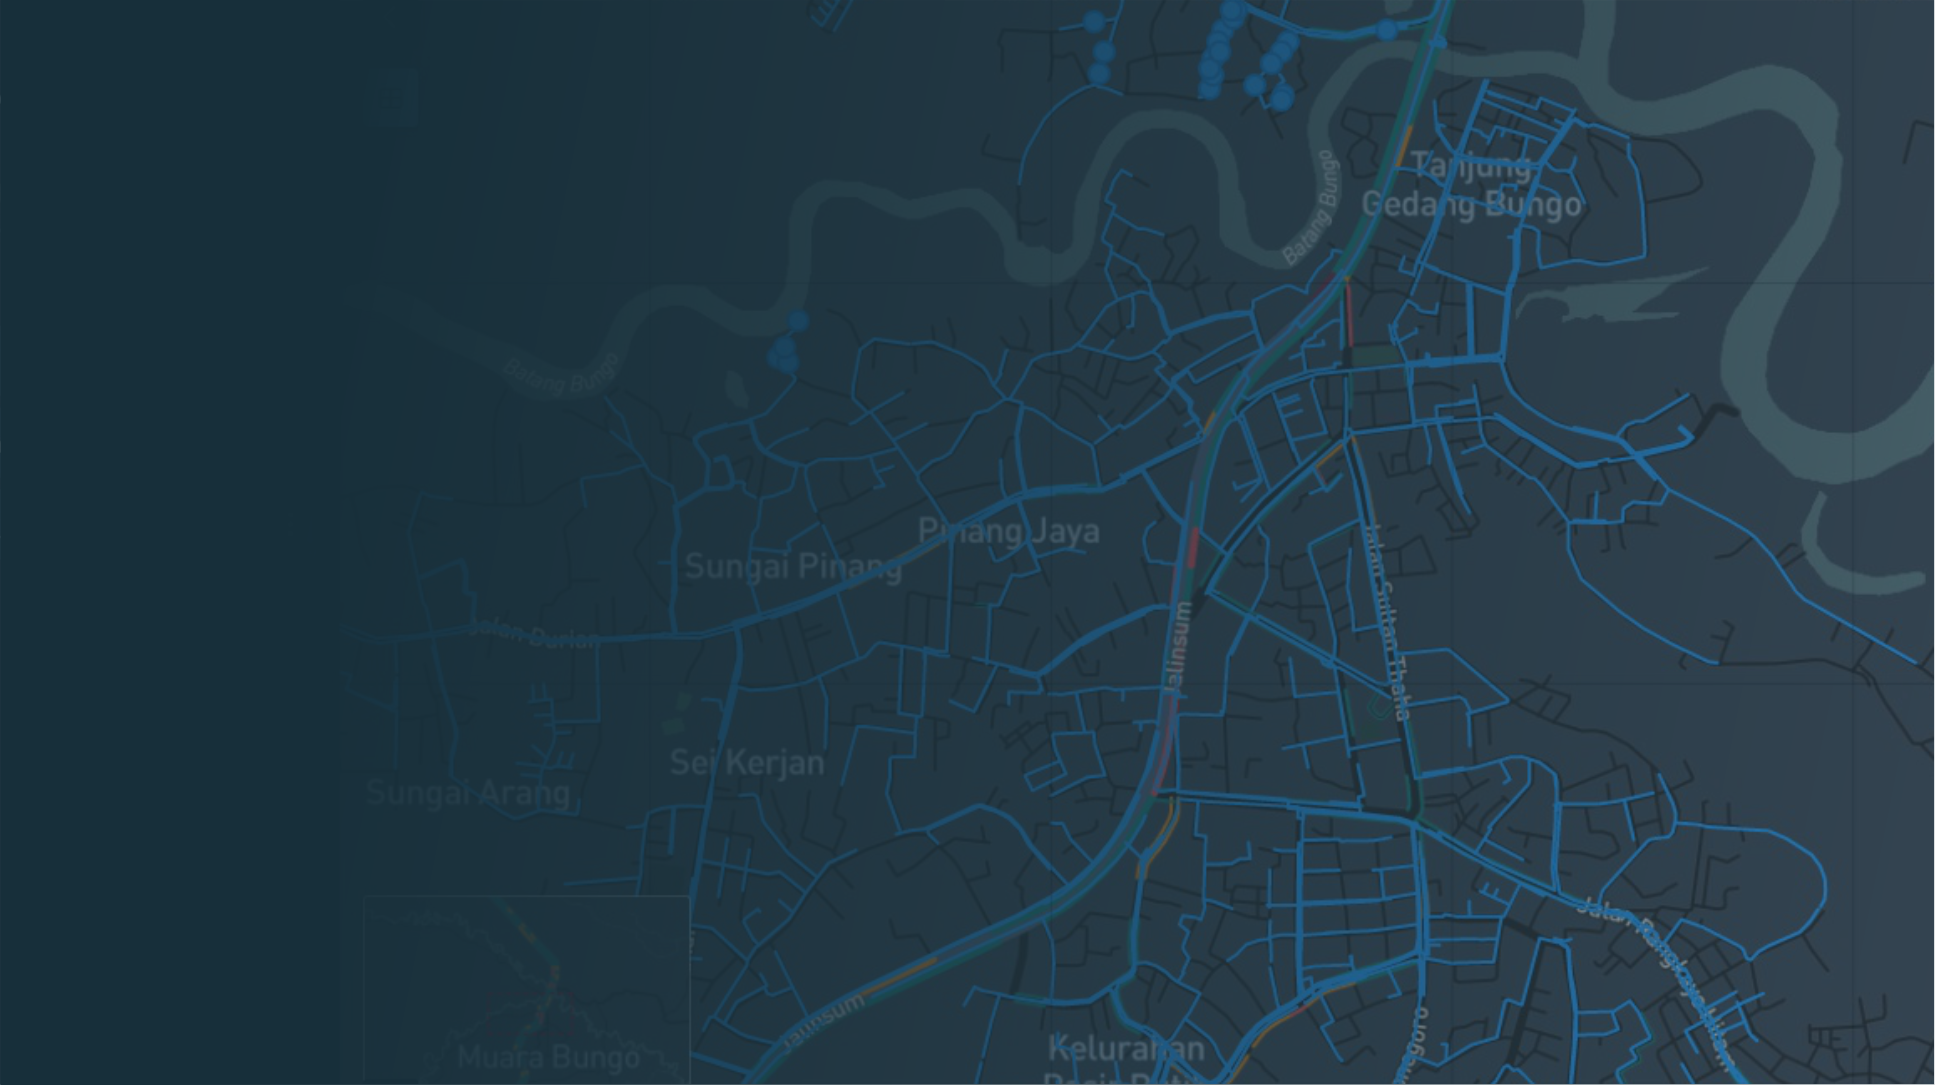 Tanjung
Gedang Bungo
Batang Bungo
Batang Bungo
Pinang Jaya
Sungai Pinang
Jalan Durian
Jalinsum
Jalan Sultan Thaha
Sei Kerjan
Sungai Arang
Jalinsum
Muara Bungo
Kelurahan